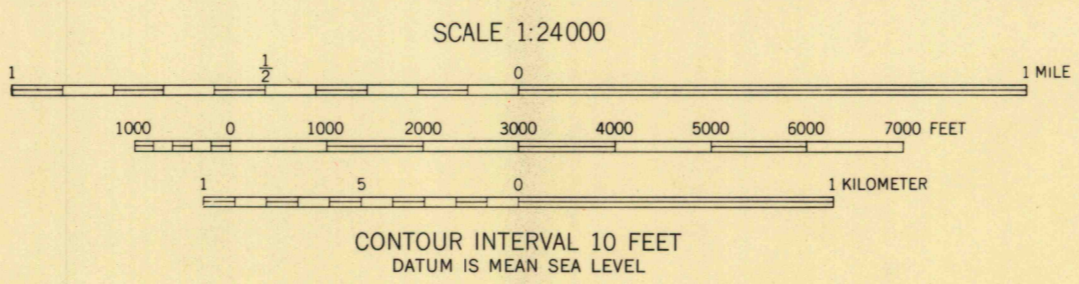 SCALE 1:24000
1 1/2 0 1 MILE
1000 0 1000 2000 3000 4000 5000 6000 7000 FEET
1 5 0 1 KILOMETER
CONTOUR INTERVAL 10 FEET
DATUM IS MEAN SEA LEVEL